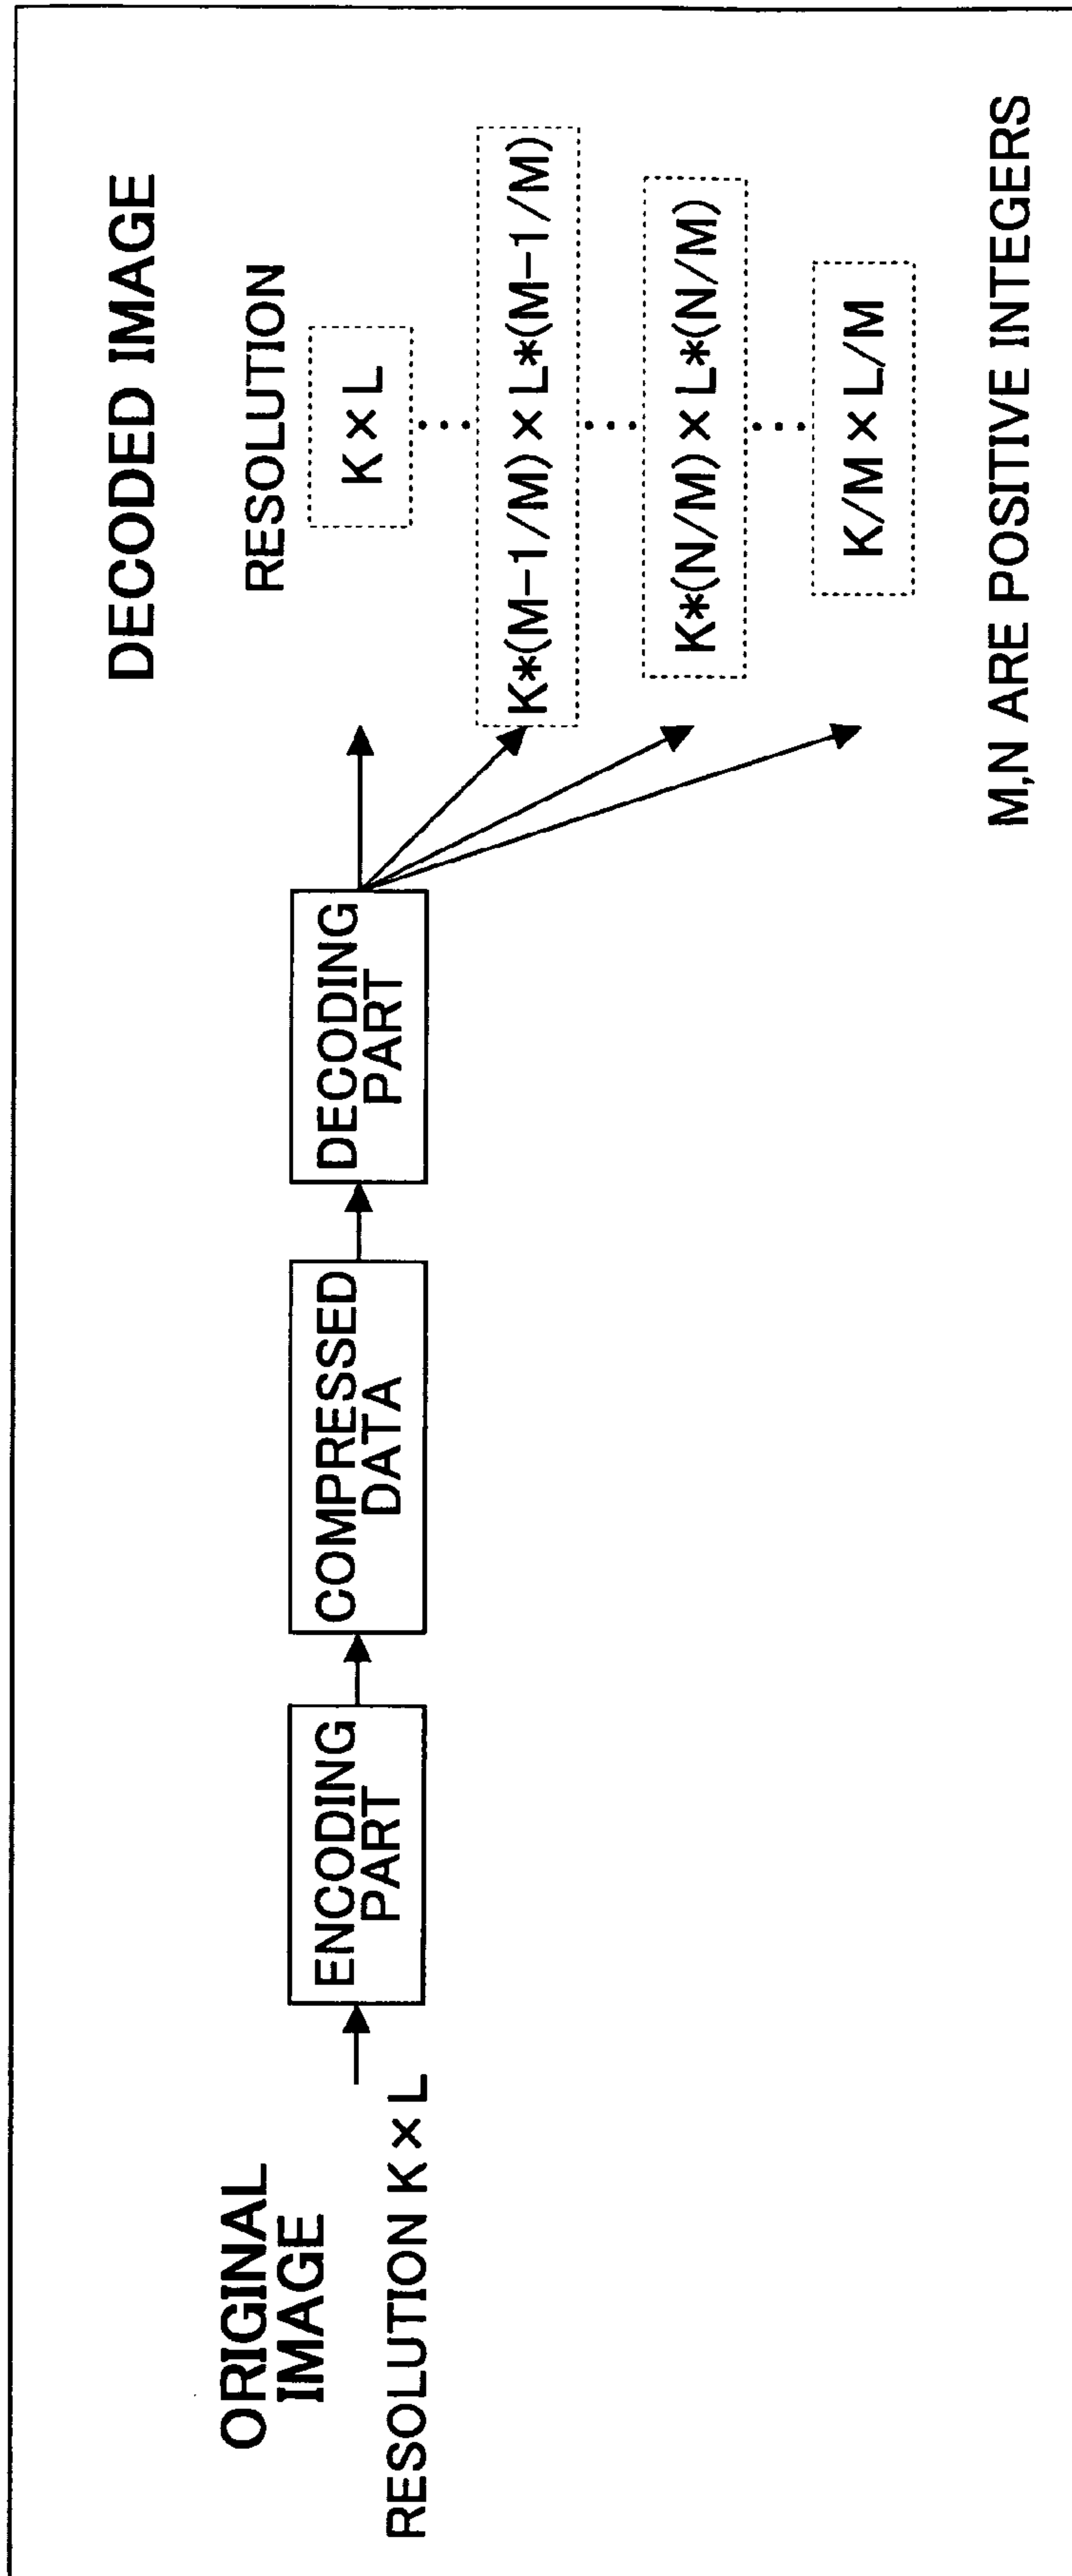 ORIGINAL
IMAGE
RESOLUTION K×L
ENCODING
PART
COMPRESSED
DATA
DECODING
PART
DECODED IMAGE
RESOLUTION
K×L
K*(M-1/M)×L*(M-1/M)
K*(N/M)×L*(N/M)
K/M×L/M
M,N ARE POSITIVE INTEGERS